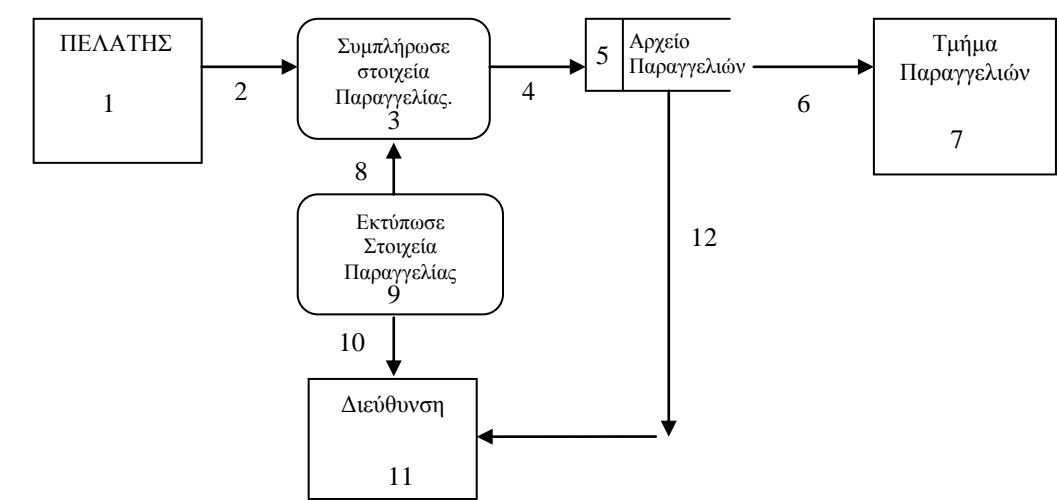 ΠΕΛΑΤΗΣ
1
2
Συμπλήρωσε
στοιχεία
Παραγγελίας.
3
4
5
Αρχείο
Παραγγελιών
6
Τμήμα
Παραγγελιών
7
8
Εκτύπωσε
Στοιχεία
Παραγγελίας
9
10
12
Διεύθυνση
11